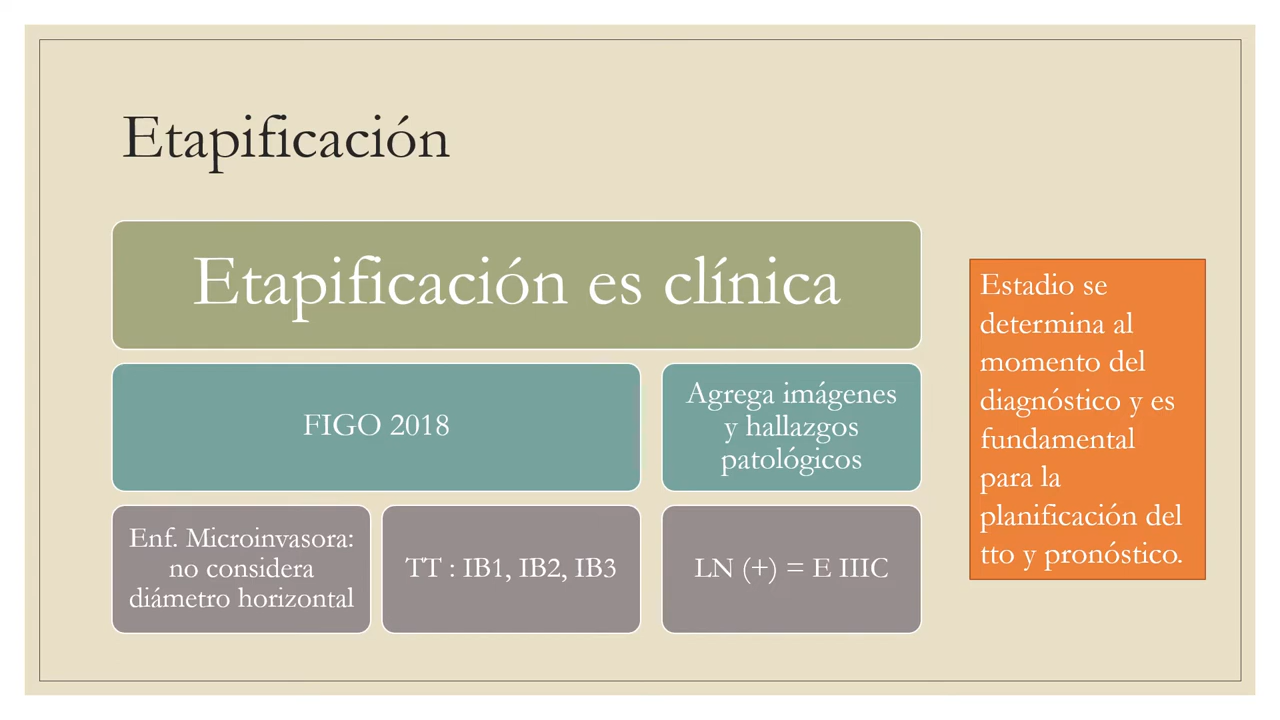 Etapificación
Etapificación es clínica
FIGO 2018
Agrega imágenes
y hallazgos
patológicos
Enf. Microinvasora:
no considera
diámetro horizontal
TT : IB1, IB2, IB3
LN (+) = E IIIC
Estadio se
determina al
momento del
diagnóstico y es
fundamental
para la
planificación del
tto y pronóstico.